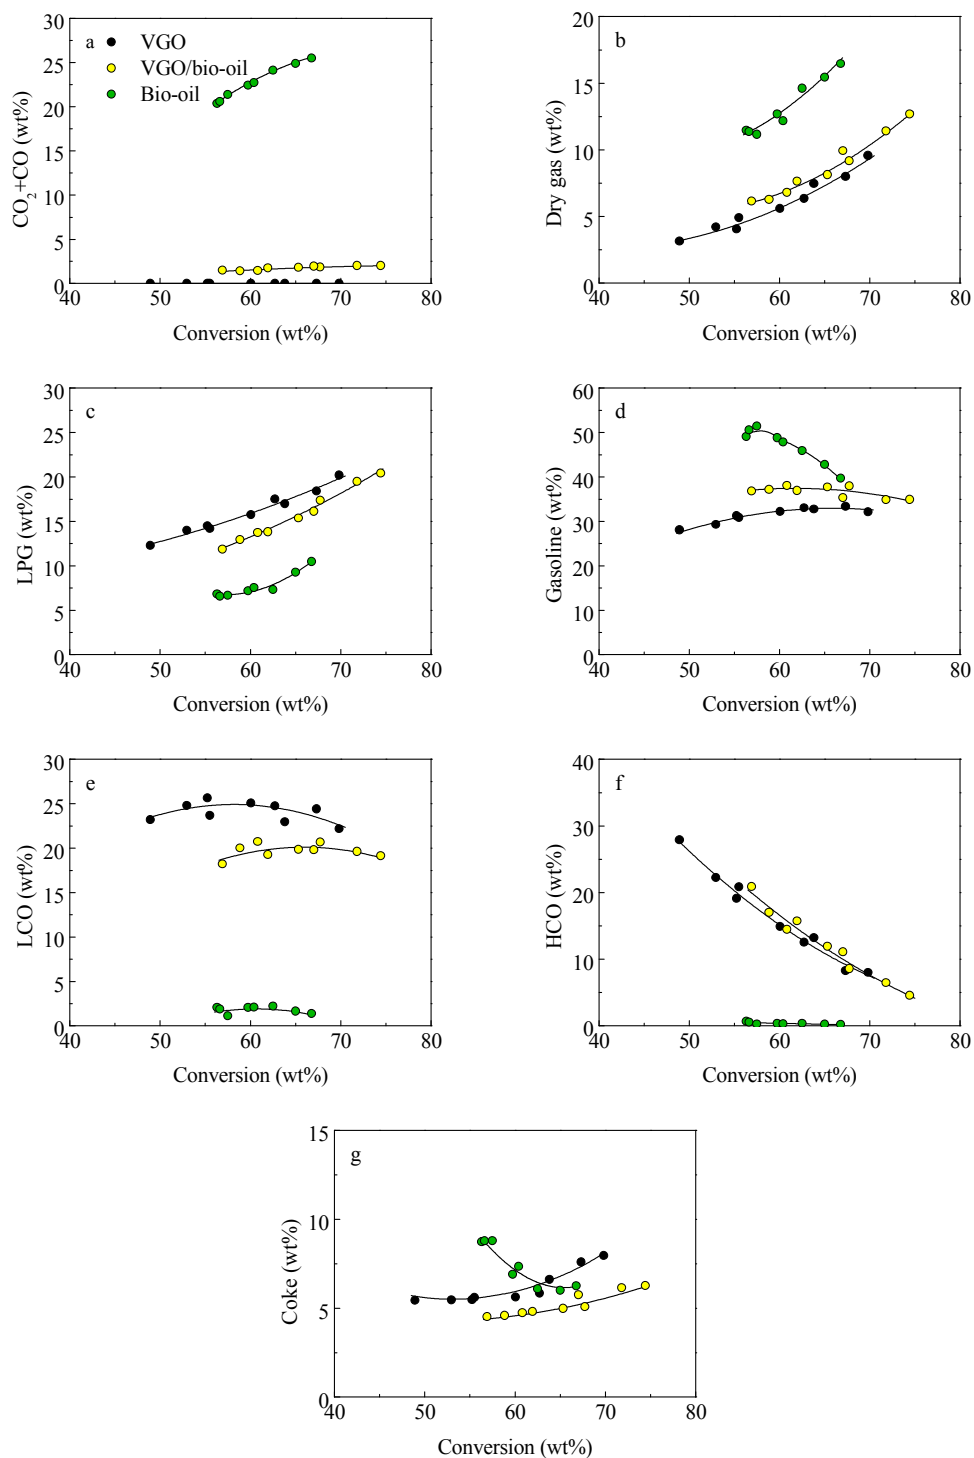 a VGO
VGO/bio-oil
Bio-oil
CO2+CO (wt%)
30
25
20
15
10
5
0
40 50 60 70 80
Conversion (wt%)
b
Dry gas (wt%)
20
15
10
5
0
40 50 60 70 80
Conversion (wt%)
c
LPG (wt%)
30
25
20
15
10
5
0
40 50 60 70 80
Conversion (wt%)
d
Gasoline (wt%)
60
50
40
30
20
10
0
40 50 60 70 80
Conversion (wt%)
e
LCO (wt%)
30
25
20
15
10
5
0
40 50 60 70 80
Conversion (wt%)
f
HCO (wt%)
40
30
20
10
0
40 50 60 70 80
Conversion (wt%)
g
Coke (wt%)
15
10
5
0
40 50 60 70 80
Conversion (wt%)